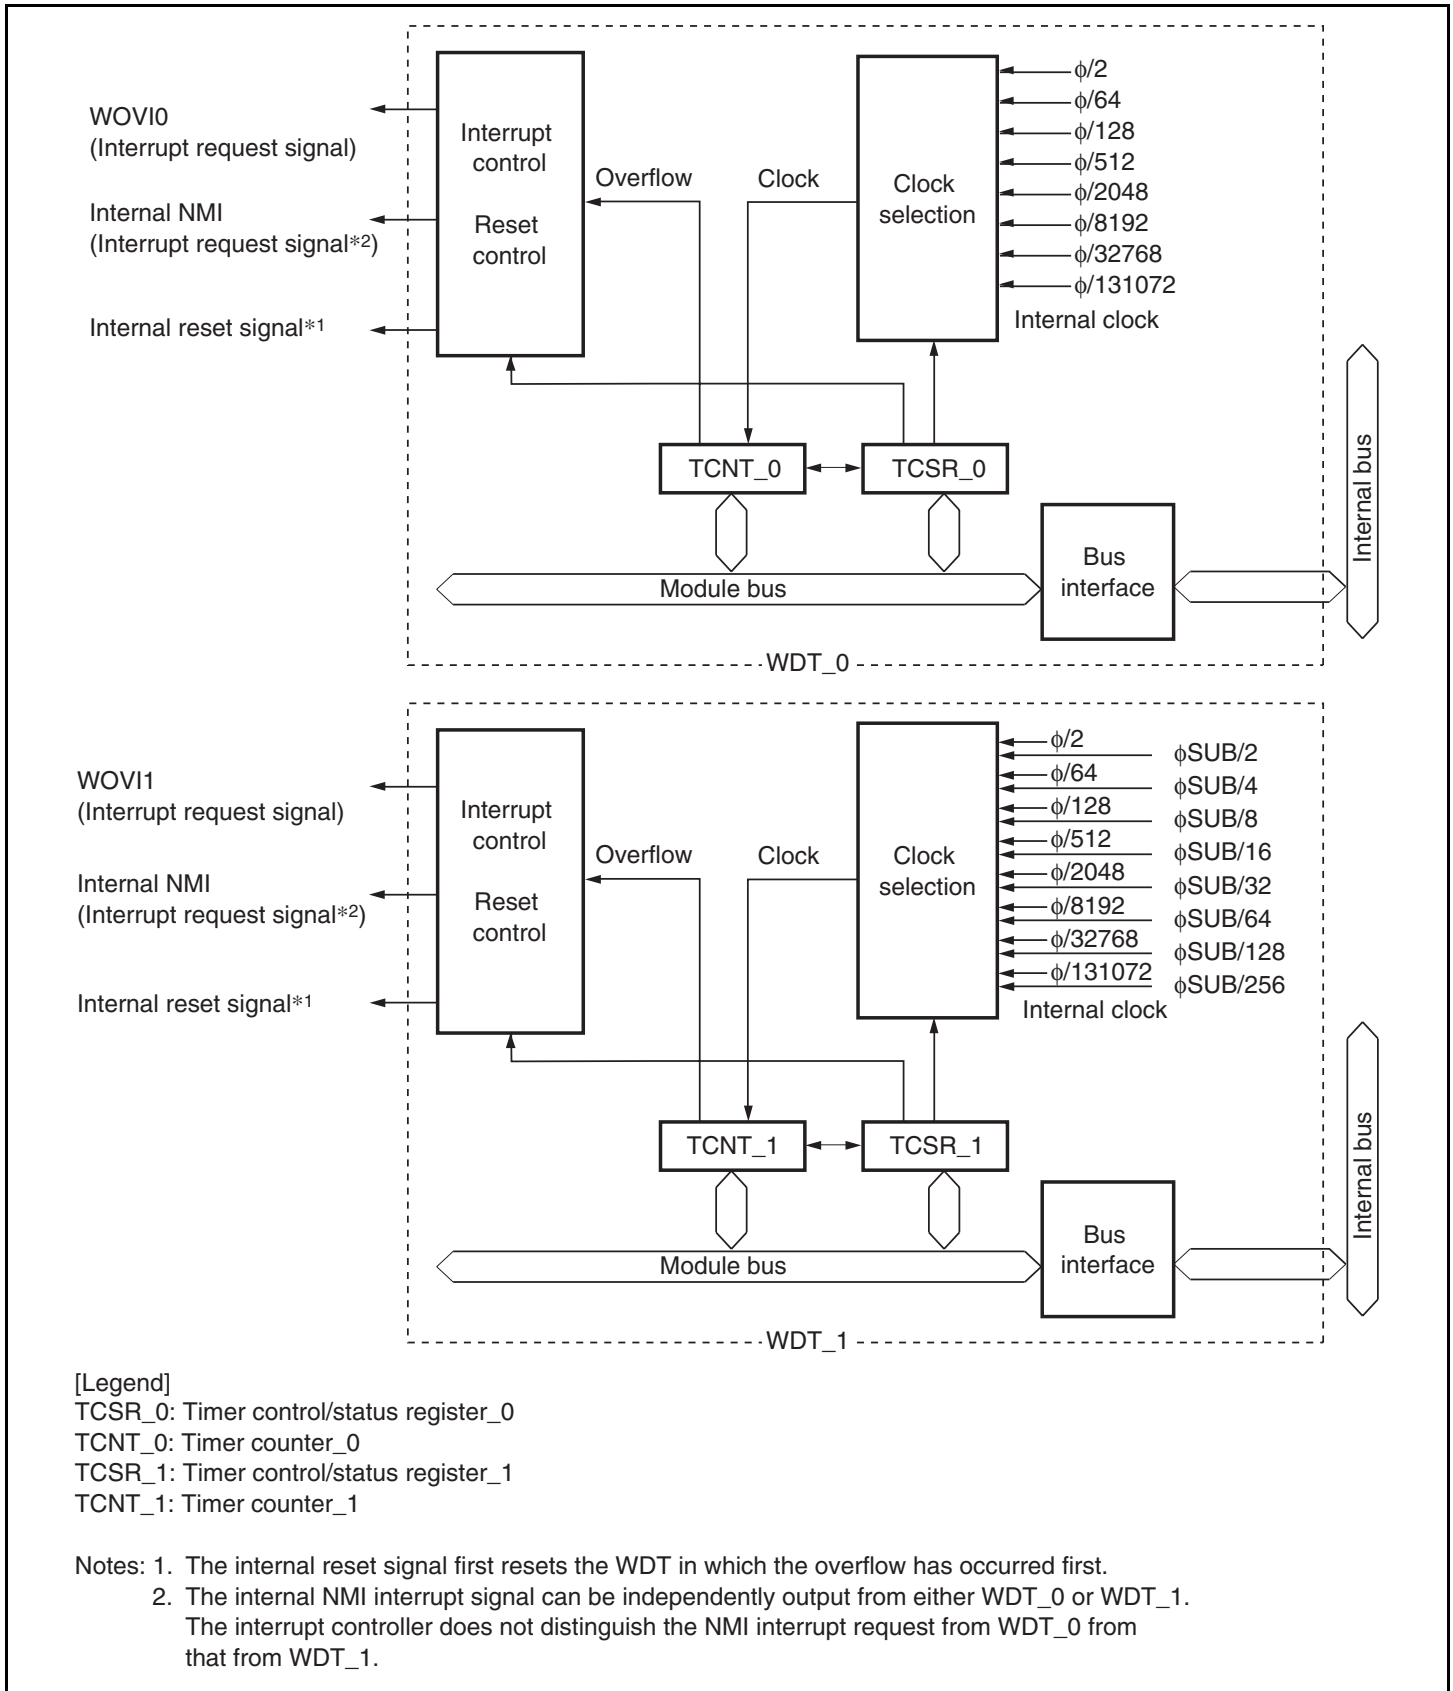 WOVI0
(Interrupt request signal)
Internal NMI
(Interrupt request signal*2)
Internal reset signal*1
Interrupt
control
Reset
control
Overflow
Clock
Clock
selection
ϕ/2
ϕ/64
ϕ/128
ϕ/512
ϕ/2048
ϕ/8192
ϕ/32768
ϕ/131072
Internal clock
TCNT_0
TCSR_0
Module bus
Bus
interface
Internal bus
WDT_0
WOVI1
(Interrupt request signal)
Internal NMI
(Interrupt request signal*2)
Internal reset signal*1
Interrupt
control
Reset
control
Overflow
Clock
Clock
selection
ϕ/2
ϕSUB/2
ϕ/64
ϕSUB/4
ϕ/128
ϕSUB/8
ϕ/512
ϕSUB/16
ϕ/2048
ϕSUB/32
ϕ/8192
ϕSUB/64
ϕ/32768
ϕSUB/128
ϕ/131072
ϕSUB/256
Internal clock
TCNT_1
TCSR_1
Module bus
Bus
interface
Internal bus
WDT_1
[Legend]
TCSR_0: Timer control/status register_0
TCNT_0: Timer counter_0
TCSR_1: Timer control/status register_1
TCNT_1: Timer counter_1
Notes: 1. The internal reset signal first resets the WDT in which the overflow has occurred first.
2. The internal NMI interrupt signal can be independently output from either WDT_0 or WDT_1.
The interrupt controller does not distinguish the NMI interrupt request from WDT_0 from
that from WDT_1.